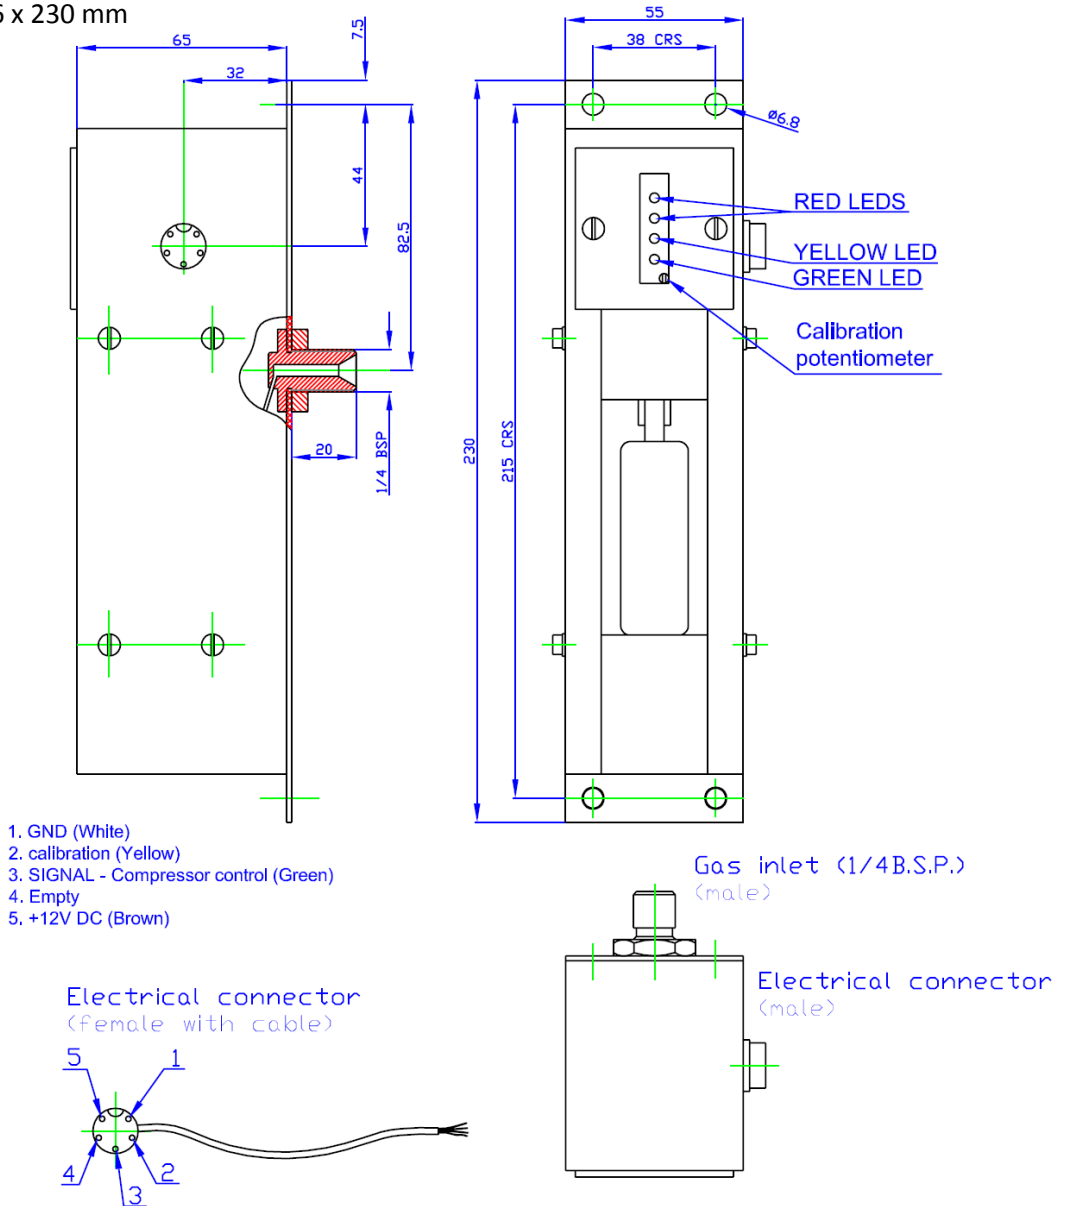 x 230 mm
65
32
7.5
44
82.5
20
1/4 BSP
55
38 CRS
ø6.8
230
215 CRS
RED LEDS
YELLOW LED
GREEN LED
Calibration
potentiometer
1. GND (White)
2. calibration (Yellow)
3. SIGNAL - Compressor control (Green)
4. Empty
5. +12V DC (Brown)
Gas inlet (1/4B.S.P.)
(male)
Electrical connector
(male)
Electrical connector
(female with cable)
5
1
4
2
3